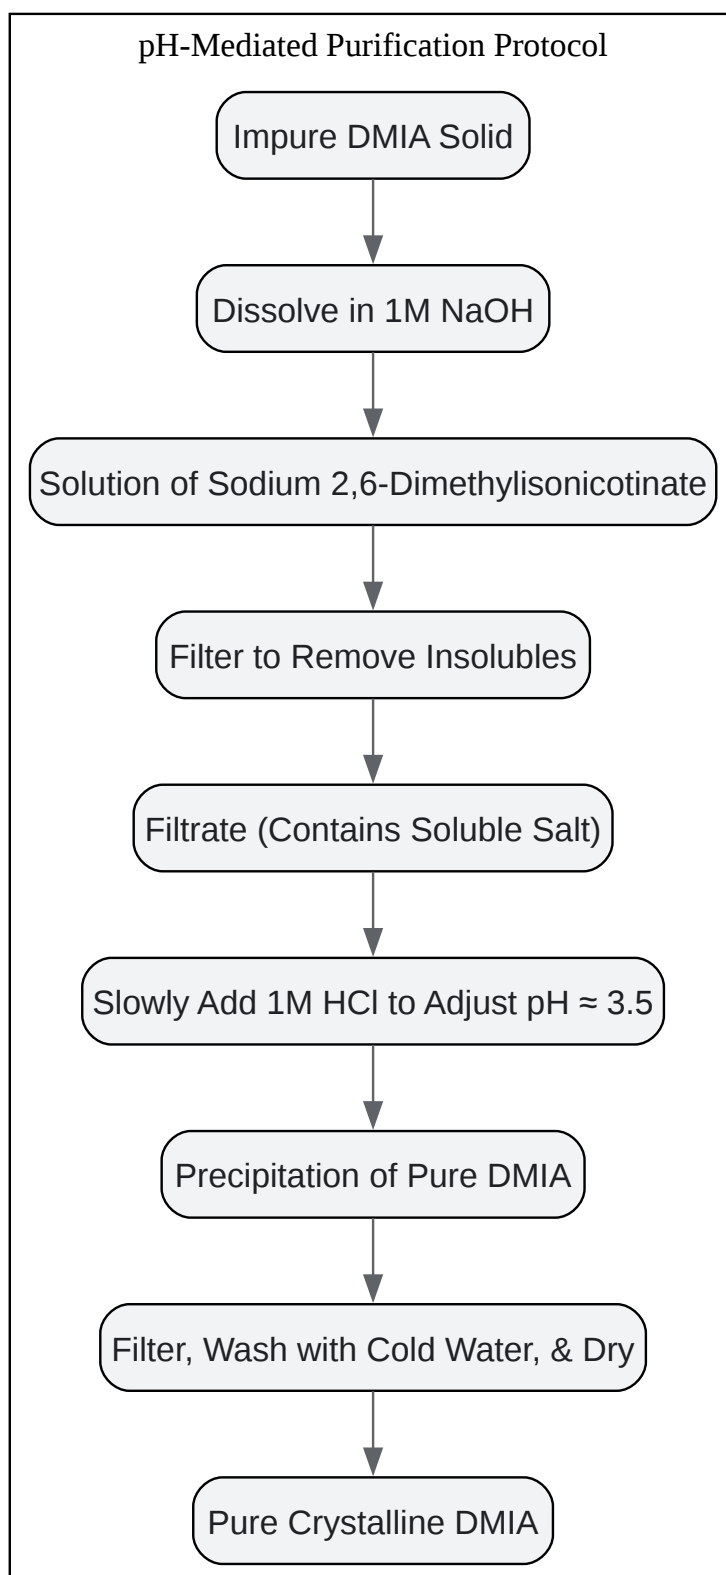 pH-Mediated Purification Protocol
Impure DMIA Solid
Dissolve in 1M NaOH
Solution of Sodium 2,6-Dimethylisonicotinate
Filter to Remove Insolubles
Filtrate (Contains Soluble Salt)
Slowly Add 1M HCl to Adjust pH ≈ 3.5
Precipitation of Pure DMIA
Filter, Wash with Cold Water, & Dry
Pure Crystalline DMIA